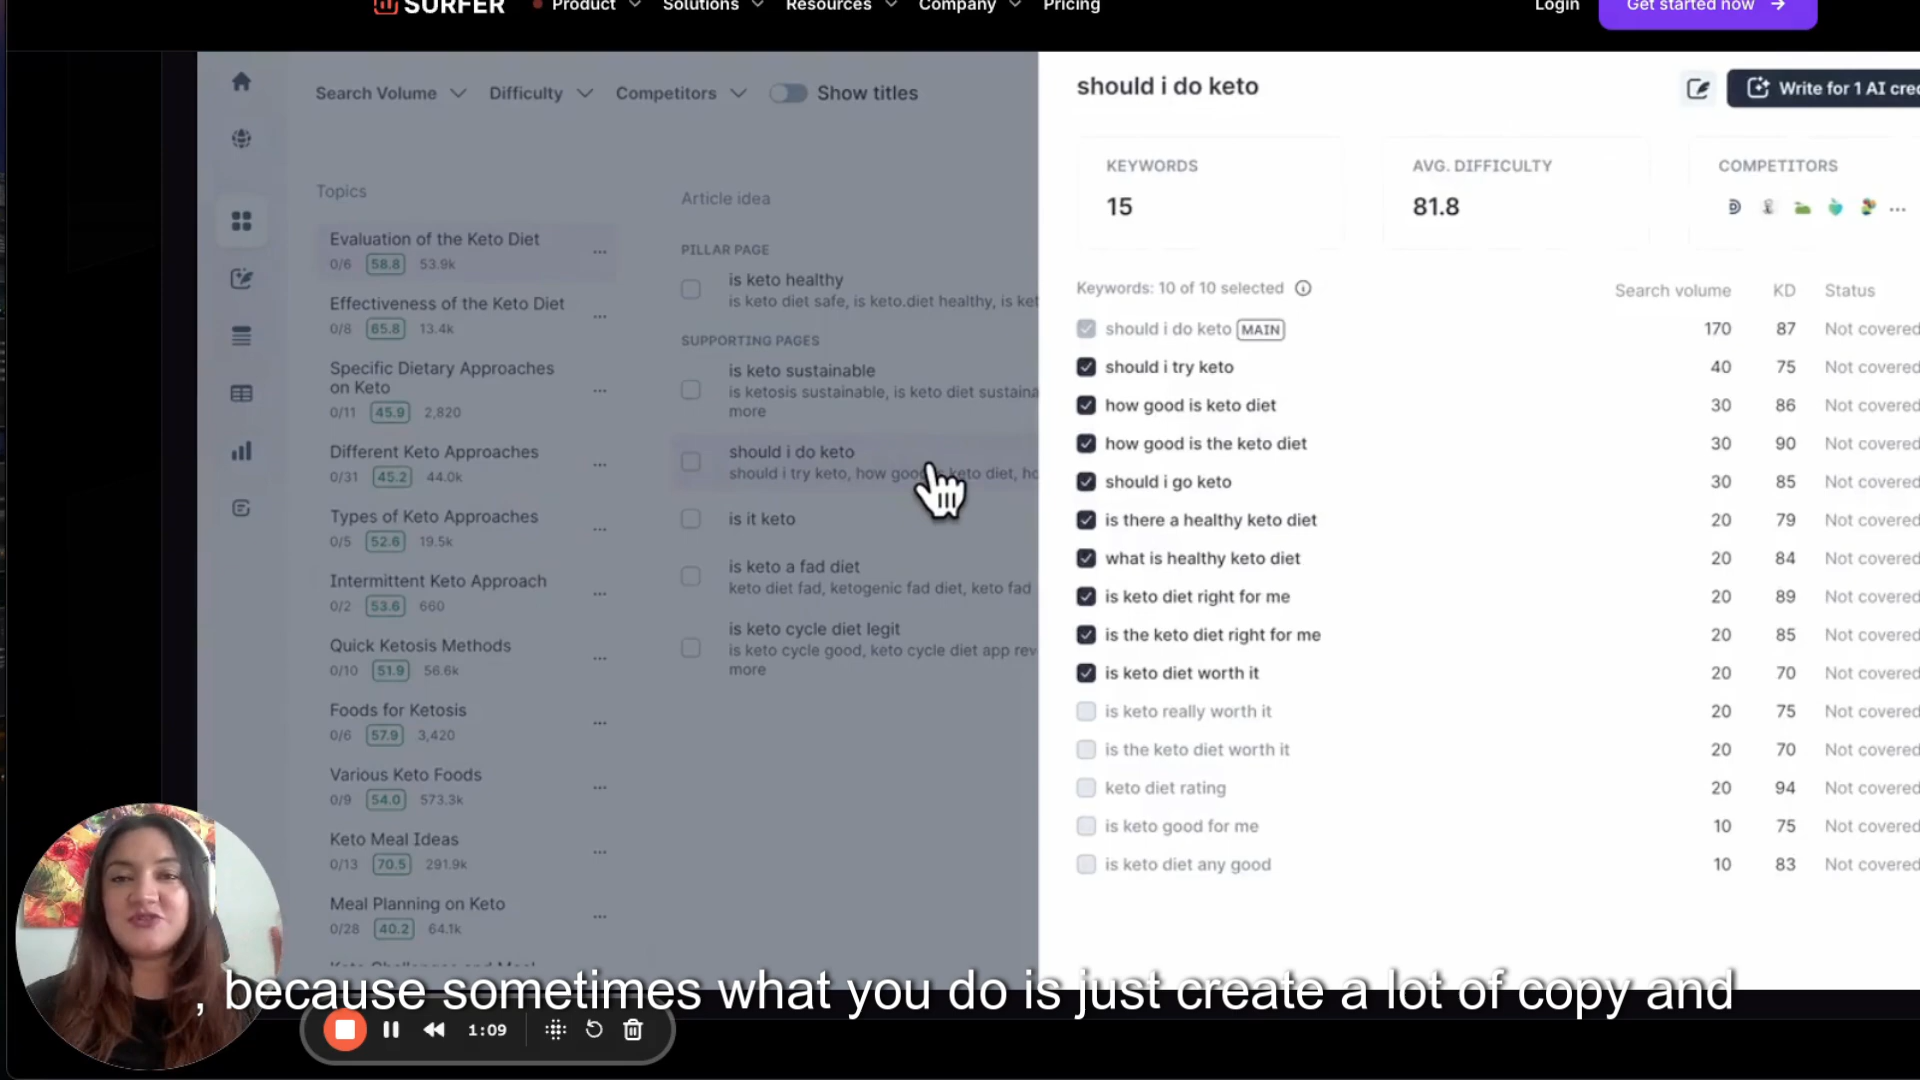 SURFER
Product
Solutions
Resources
Company
Pricing
Login
Get started now
Search Volume
Difficulty
Competitors
Show titles
Topics
Evaluation of the Keto Diet
0/6 58.8 53.9k
Effectiveness of the Keto Diet
0/8 65.8 13.4k
Specific Dietary Approaches
on Keto
0/11 45.9 2,820
Different Keto Approaches
0/31 45.2 44.0k
Types of Keto Approaches
0/5 52.6 19.5k
Intermittent Keto Approach
0/2 53.6 660
Quick Ketosis Methods
0/10 51.9 56.6k
Foods for Ketosis
0/6 57.9 3,420
Various Keto Foods
0/9 54.0 573.3k
Keto Meal Ideas
0/13 70.5 291.9k
Meal Planning on Keto
0/28 40.2 64.1k
Article idea
PILLAR PAGE
is keto healthy
is keto diet safe, is keto.diet healthy, is ket
SUPPORTING PAGES
is keto sustainable
is ketosis sustainable, is keto diet sustaina
more
should i do keto
should i try keto, how good is keto diet, ho
is it keto
is keto a fad diet
keto diet fad, ketogenic fad diet, keto fad
is keto cycle diet legit
is keto cycle good, keto cycle diet app rev
more
should i do keto
Write for 1 AI cre
KEYWORDS
15
AVG. DIFFICULTY
81.8
COMPETITORS
Keywords: 10 of 10 selected
Search volume KD Status
should i do keto MAIN 170 87 Not covered
should i try keto 40 75 Not covered
how good is keto diet 30 86 Not covered
how good is the keto diet 30 90 Not covered
should i go keto 30 85 Not covered
is there a healthy keto diet 20 79 Not covered
what is healthy keto diet 20 84 Not covered
is keto diet right for me 20 89 Not covered
is the keto diet right for me 20 85 Not covered
is keto diet worth it 20 70 Not covered
is keto really worth it 20 75 Not covered
is the keto diet worth it 20 70 Not covered
keto diet rating 20 94 Not covered
is keto good for me 10 75 Not covered
is keto diet any good 10 83 Not covered
, because sometimes what you do is just create a lot of copy and
1:09